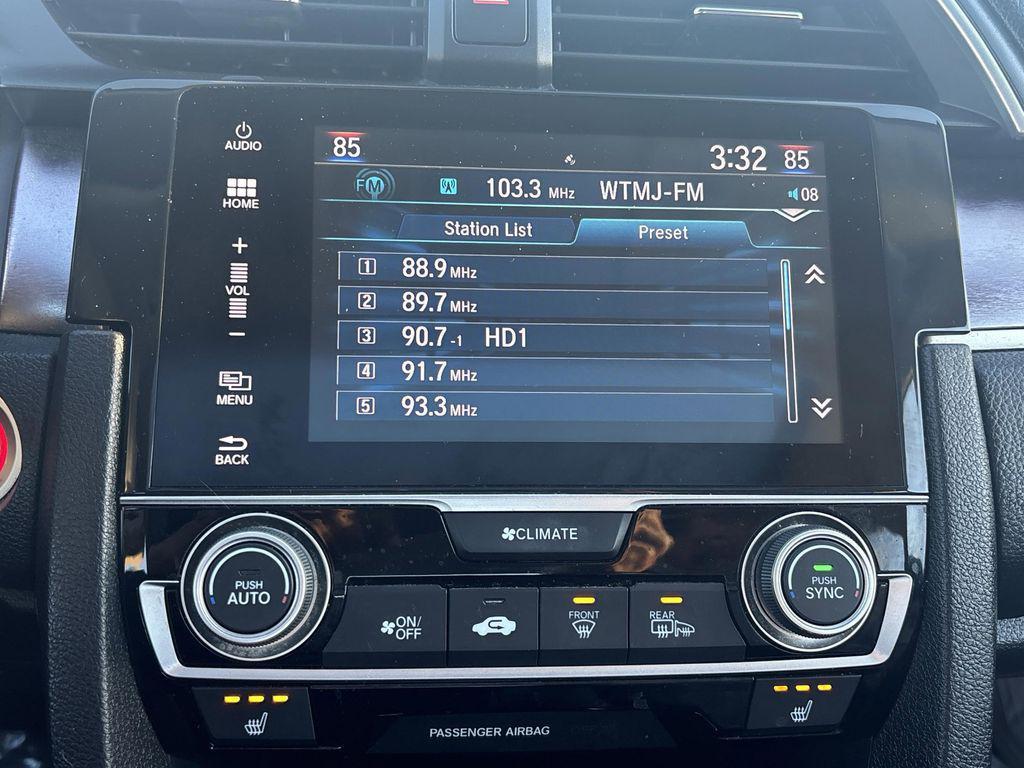 AUDIO
HOME
+
VOL
−
MENU
BACK
85
3:32 85
FM 103.3 MHz WTMJ-FM 08
Station List Preset
1 88.9 MHz
2 89.7 MHz
3 90.7 -1 HD1
4 91.7 MHz
5 93.3 MHz
CLIMATE
PUSH
AUTO
ON/
OFF
FRONT
REAR
PUSH
SYNC
PASSENGER AIRBAG